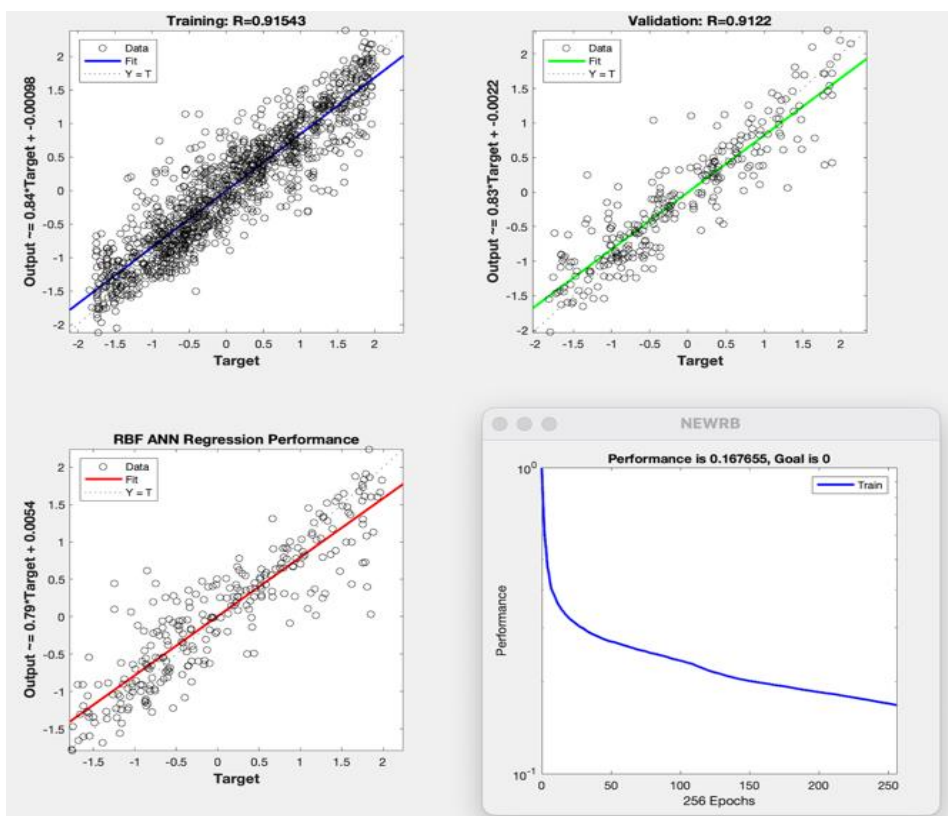 Training: R=0.91543
Output ~= 0.84*Target + -0.00098
Data
Fit
Y = T
2
1.5
1
0.5
0
-0.5
-1
-1.5
-2
-2 -1.5 -1 -0.5 0 0.5 1 1.5 2
Target
Validation: R=0.9122
Output ~= 0.83*Target + -0.0022
Data
Fit
Y = T
2
1.5
1
0.5
0
-0.5
-1
-1.5
-2
-2 -1.5 -1 -0.5 0 0.5 1 1.5 2
Target
RBF ANN Regression Performance
Output ~= 0.79*Target + 0.0054
Data
Fit
Y = T
2
1.5
1
0.5
0
-0.5
-1
-1.5
-1.5 -1 -0.5 0 0.5 1 1.5 2
Target
NEWRB
Performance is 0.167655, Goal is 0
10^0
Train
Performance
10^-1
0 50 100 150 200 250
256 Epochs